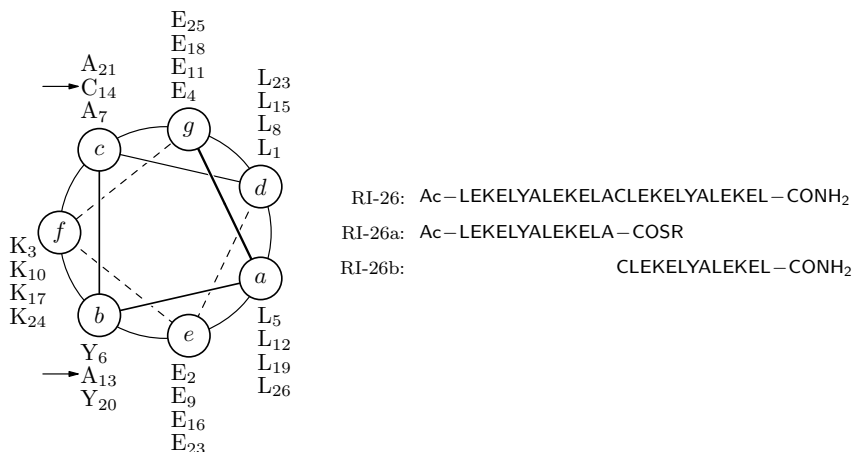 E₂₅
E₁₈
E₁₁
E₄
A₂₁
C₁₄
A₇
L₂₃
L₁₅
L₈
L₁
g
c
d
f
a
b
e
K₃
K₁₀
K₁₇
K₂₄
Y₆
A₁₃
Y₂₀
E₂
E₉
E₁₆
E₂₃
L₅
L₁₂
L₁₉
L₂₆
RI-26: Ac–LEKELYALEKELACLEKELYALEKEL–CONH₂
RI-26a: Ac–LEKELYALEKELA–COSR
RI-26b: CLEKELYALEKEL–CONH₂